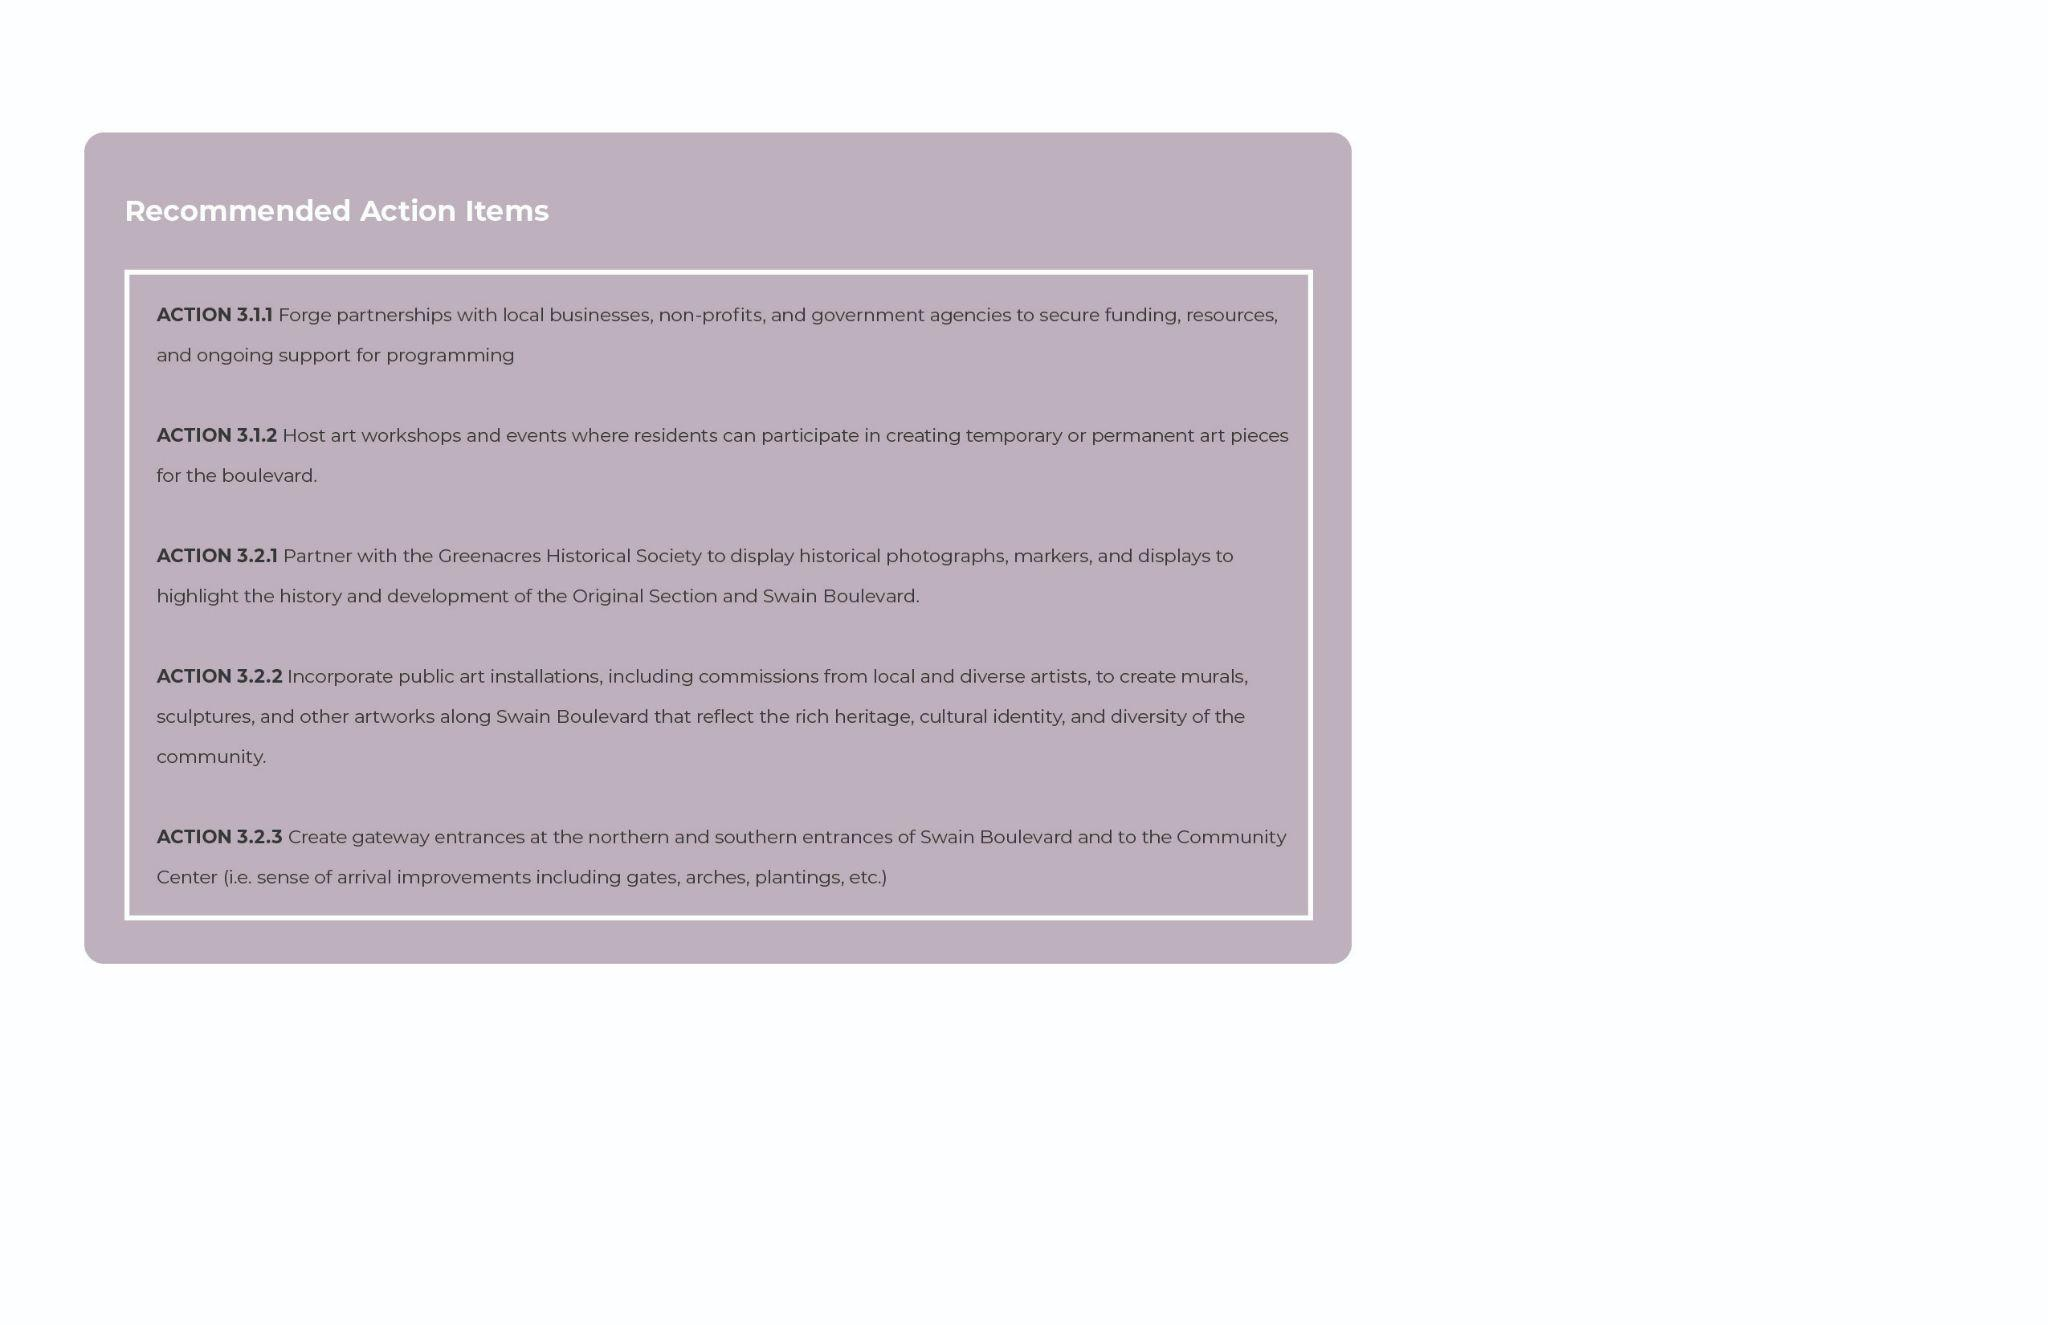 Recommended Action Items
ACTION 3.1.1 Forge partnerships with local businesses, non-profits, and government agencies to secure funding, resources,
and ongoing support for programming
ACTION 3.1.2 Host art workshops and events where residents can participate in creating temporary or permanent art pieces
for the boulevard.
ACTION 3.2.1 Partner with the Greenacres Historical Society to display historical photographs, markers, and displays to
highlight the history and development of the Original Section and Swain Boulevard.
ACTION 3.2.2 Incorporate public art installations, including commissions from local and diverse artists, to create murals,
sculptures, and other artworks along Swain Boulevard that reflect the rich heritage, cultural identity, and diversity of the
community.
ACTION 3.2.3 Create gateway entrances at the northern and southern entrances of Swain Boulevard and to the Community
Center (i.e. sense of arrival improvements including gates, arches, plantings, etc.)